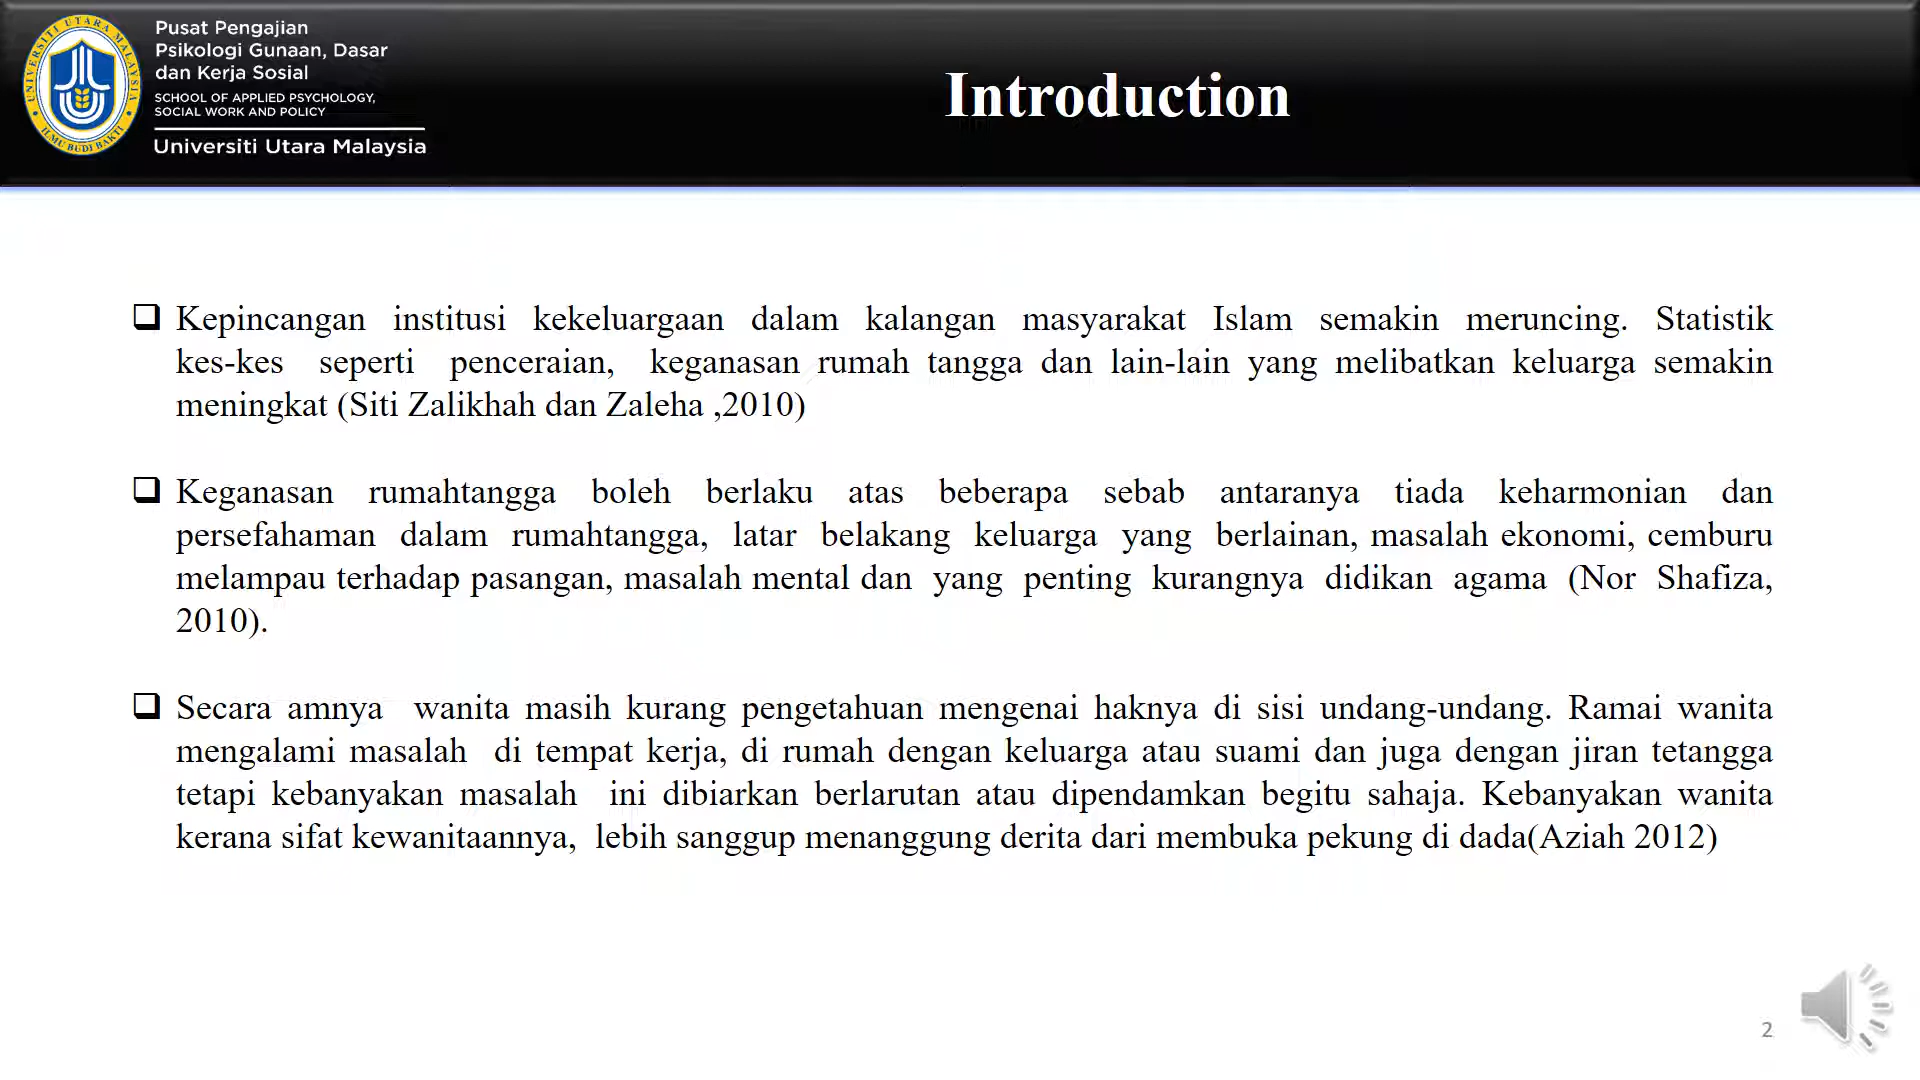 UNIVERSITI UTARA MALAYSIA
ILMU BUDI BAKTI
Pusat Pengajian
Psikologi Gunaan, Dasar
dan Kerja Sosial
SCHOOL OF APPLIED PSYCHOLOGY,
SOCIAL WORK AND POLICY
Universiti Utara Malaysia
Introduction
Kepincangan institusi kekeluargaan dalam kalangan masyarakat Islam semakin meruncing. Statistik
kes-kes seperti penceraian, keganasan rumah tangga dan lain-lain yang melibatkan keluarga semakin
meningkat (Siti Zalikhah dan Zaleha ,2010)
Keganasan rumahtangga boleh berlaku atas beberapa sebab antaranya tiada keharmonian dan
persefahaman dalam rumahtangga, latar belakang keluarga yang berlainan, masalah ekonomi, cemburu
melampau terhadap pasangan, masalah mental dan yang penting kurangnya didikan agama (Nor Shafiza,
2010).
Secara amnya wanita masih kurang pengetahuan mengenai haknya di sisi undang-undang. Ramai wanita
mengalami masalah di tempat kerja, di rumah dengan keluarga atau suami dan juga dengan jiran tetangga
tetapi kebanyakan masalah ini dibiarkan berlarutan atau dipendamkan begitu sahaja. Kebanyakan wanita
kerana sifat kewanitaannya, lebih sanggup menanggung derita dari membuka pekung di dada(Aziah 2012)
2